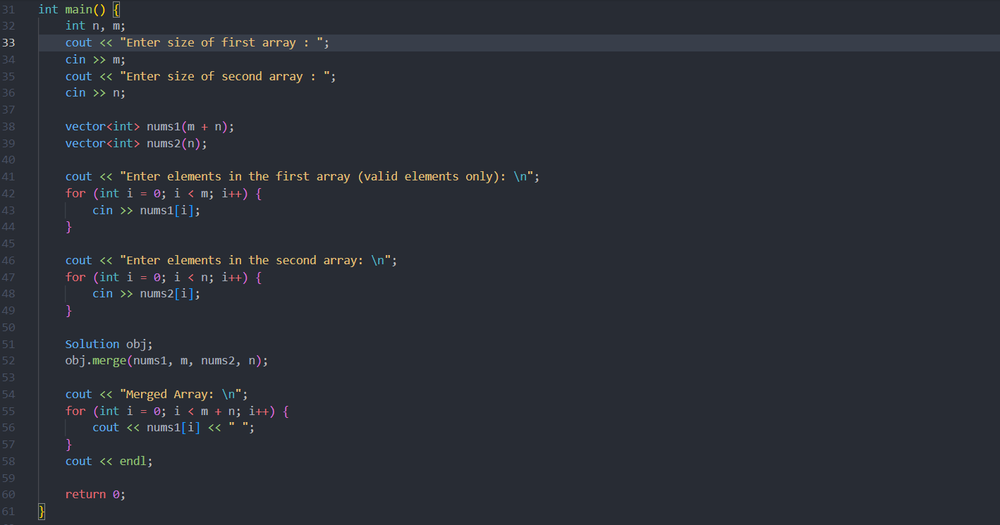 31 int main() {
32 int n, m;
33 cout << "Enter size of first array : ";
34 cin >> m;
35 cout << "Enter size of second array : ";
36 cin >> n;
37
38 vector<int> nums1(m + n);
39 vector<int> nums2(n);
40
41 cout << "Enter elements in the first array (valid elements only): \n";
42 for (int i = 0; i < m; i++) {
43 cin >> nums1[i];
44 }
45
46 cout << "Enter elements in the second array: \n";
47 for (int i = 0; i < n; i++) {
48 cin >> nums2[i];
49 }
50
51 Solution obj;
52 obj.merge(nums1, m, nums2, n);
53
54 cout << "Merged Array: \n";
55 for (int i = 0; i < m + n; i++) {
56 cout << nums1[i] << " ";
57 }
58 cout << endl;
59
60 return 0;
61 }